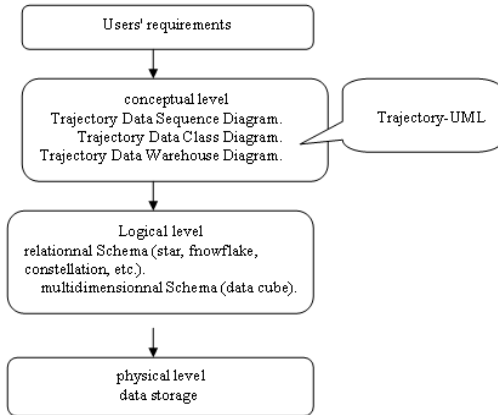 Users' requirements
conceptual level
Trajectory Data Sequence Diagram.
Trajectory Data Class Diagram.
Trajectory Data Warehouse Diagram.
Trajectory-UML
Logical level
relationnal Schema (star, fnowflake,
constellation, etc.).
multidimensionnal Schema (data cube).
physical level
data storage